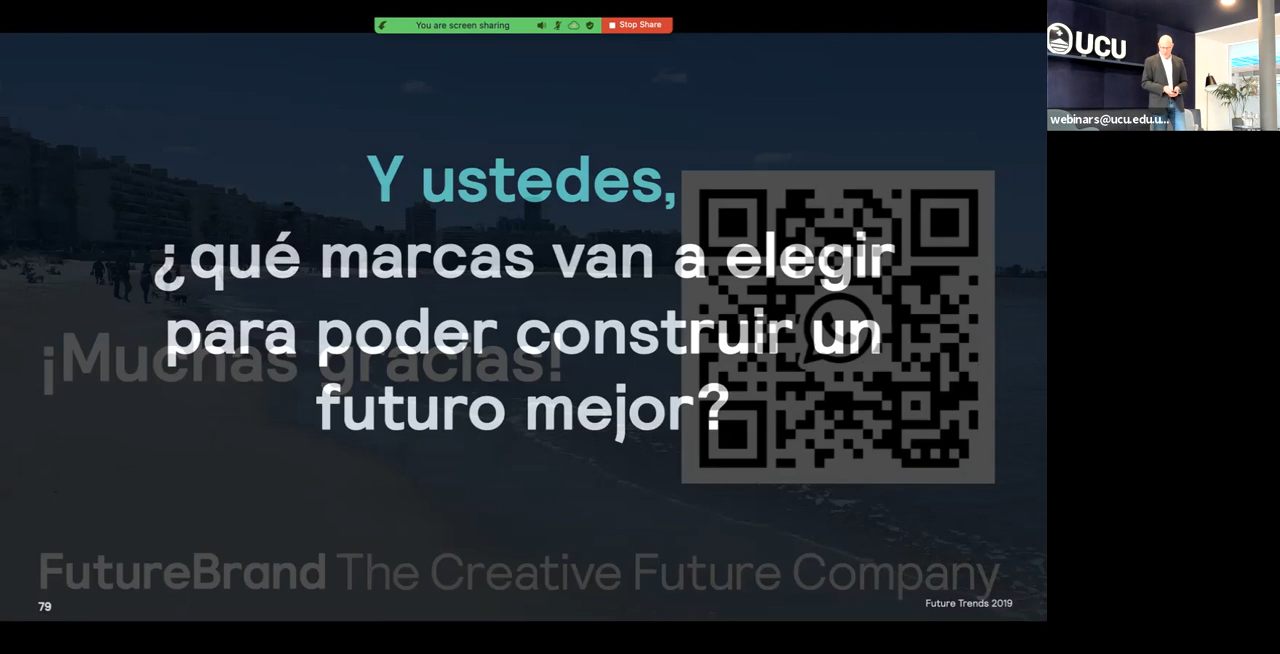 You are screen sharing
Stop Share
UCU
webinars@ucu.edu.u...
Y ustedes,
¿qué marcas van a elegir
para poder construir un
futuro mejor?
¡Muchas gracias!
FutureBrand The Creative Future Company
79
Future Trends 2019